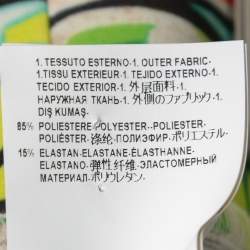 1. TESSUTO ESTERNO·1. OUTER FABRIC·
1.TISSU EXTERIEUR·1. TEJIDO EXTERNO·1.
TECIDO EXTERIOR·1. 外层面料·1.
НАРУЖНАЯ ТКАНЬ·1. 外側のファブリック·1.
DIŞ KUMAŞ·
85% POLIESTERE·POLYESTER·POLIESTER·
POLIÉSTER·涤纶·ПОЛИЭФИР·ポリエステル·
15% ELASTAN·ELASTANE·ÉLASTHANNE·
ELASTANO·弹性纤维·ЭЛАСТОМЕРНЫЙ
МАТЕРИАЛ·ポリウレタン·